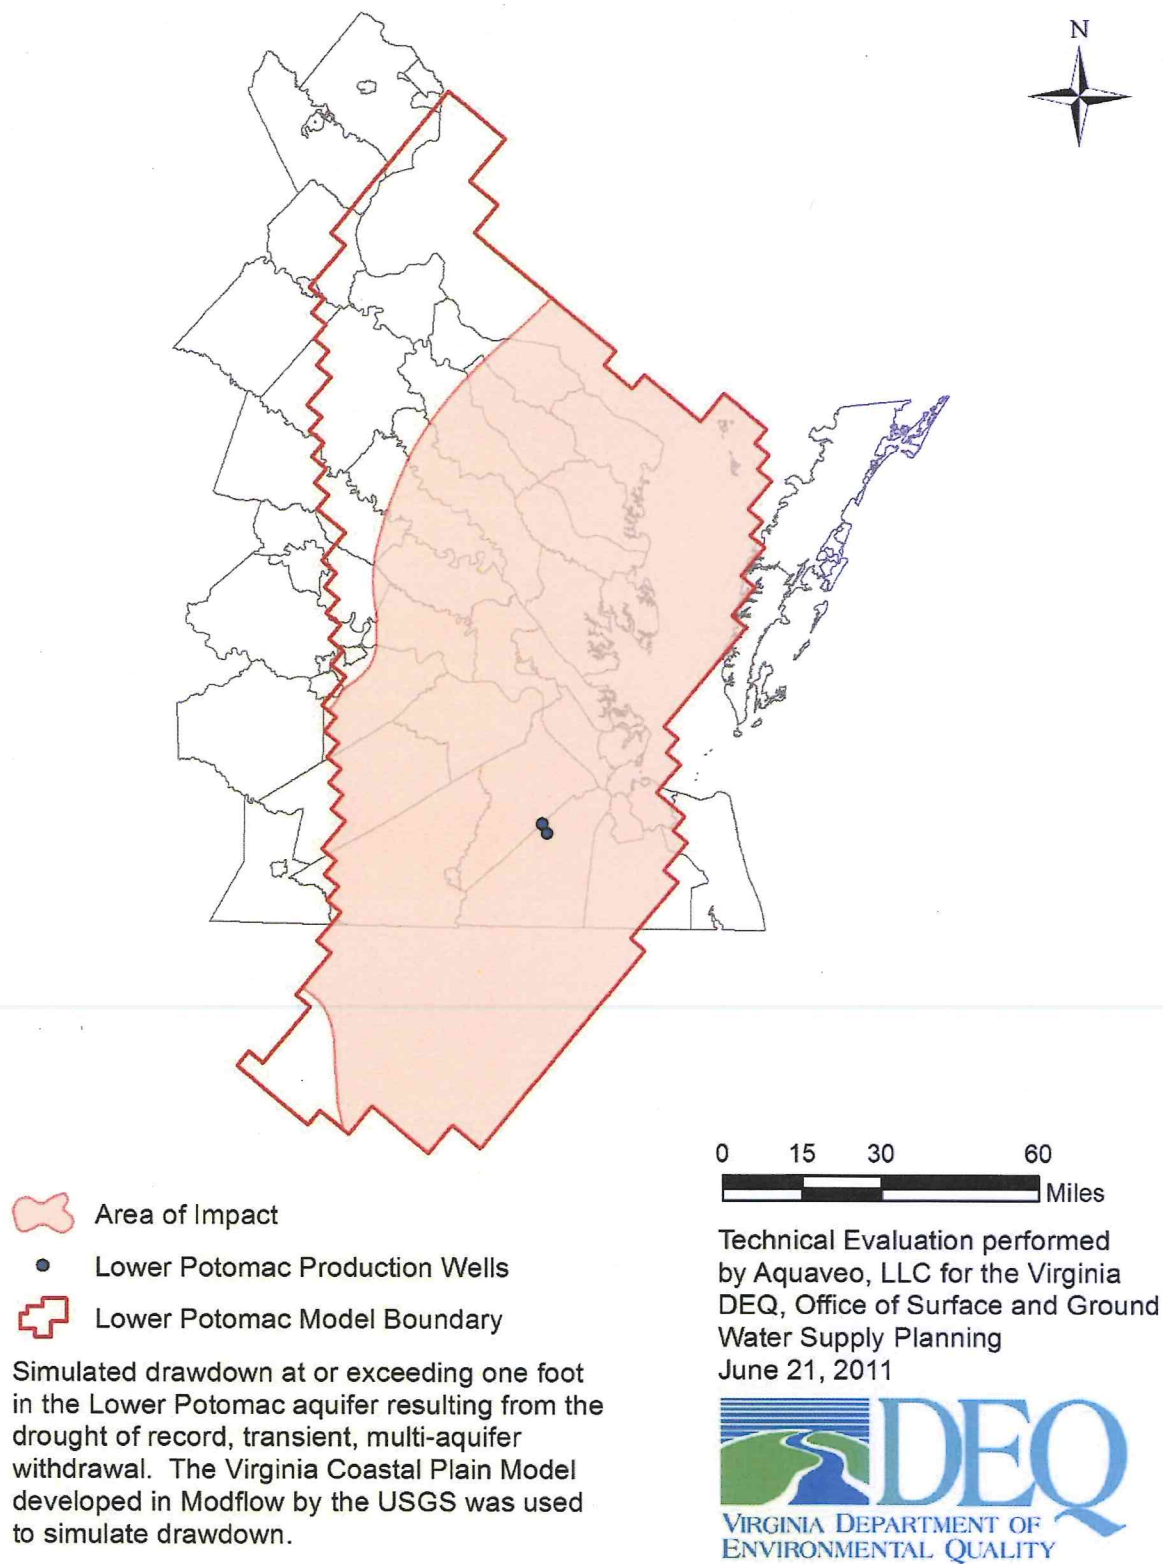 N
Area of Impact
Lower Potomac Production Wells
Lower Potomac Model Boundary
Simulated drawdown at or exceeding one foot
in the Lower Potomac aquifer resulting from the
drought of record, transient, multi-aquifer
withdrawal.  The Virginia Coastal Plain Model
developed in Modflow by the USGS was used
to simulate drawdown.
0 15 30 60
Miles
Technical Evaluation performed
by Aquaveo, LLC for the Virginia
DEQ, Office of Surface and Ground
Water Supply Planning
June 21, 2011
DEQ
VIRGINIA DEPARTMENT OF
ENVIRONMENTAL QUALITY